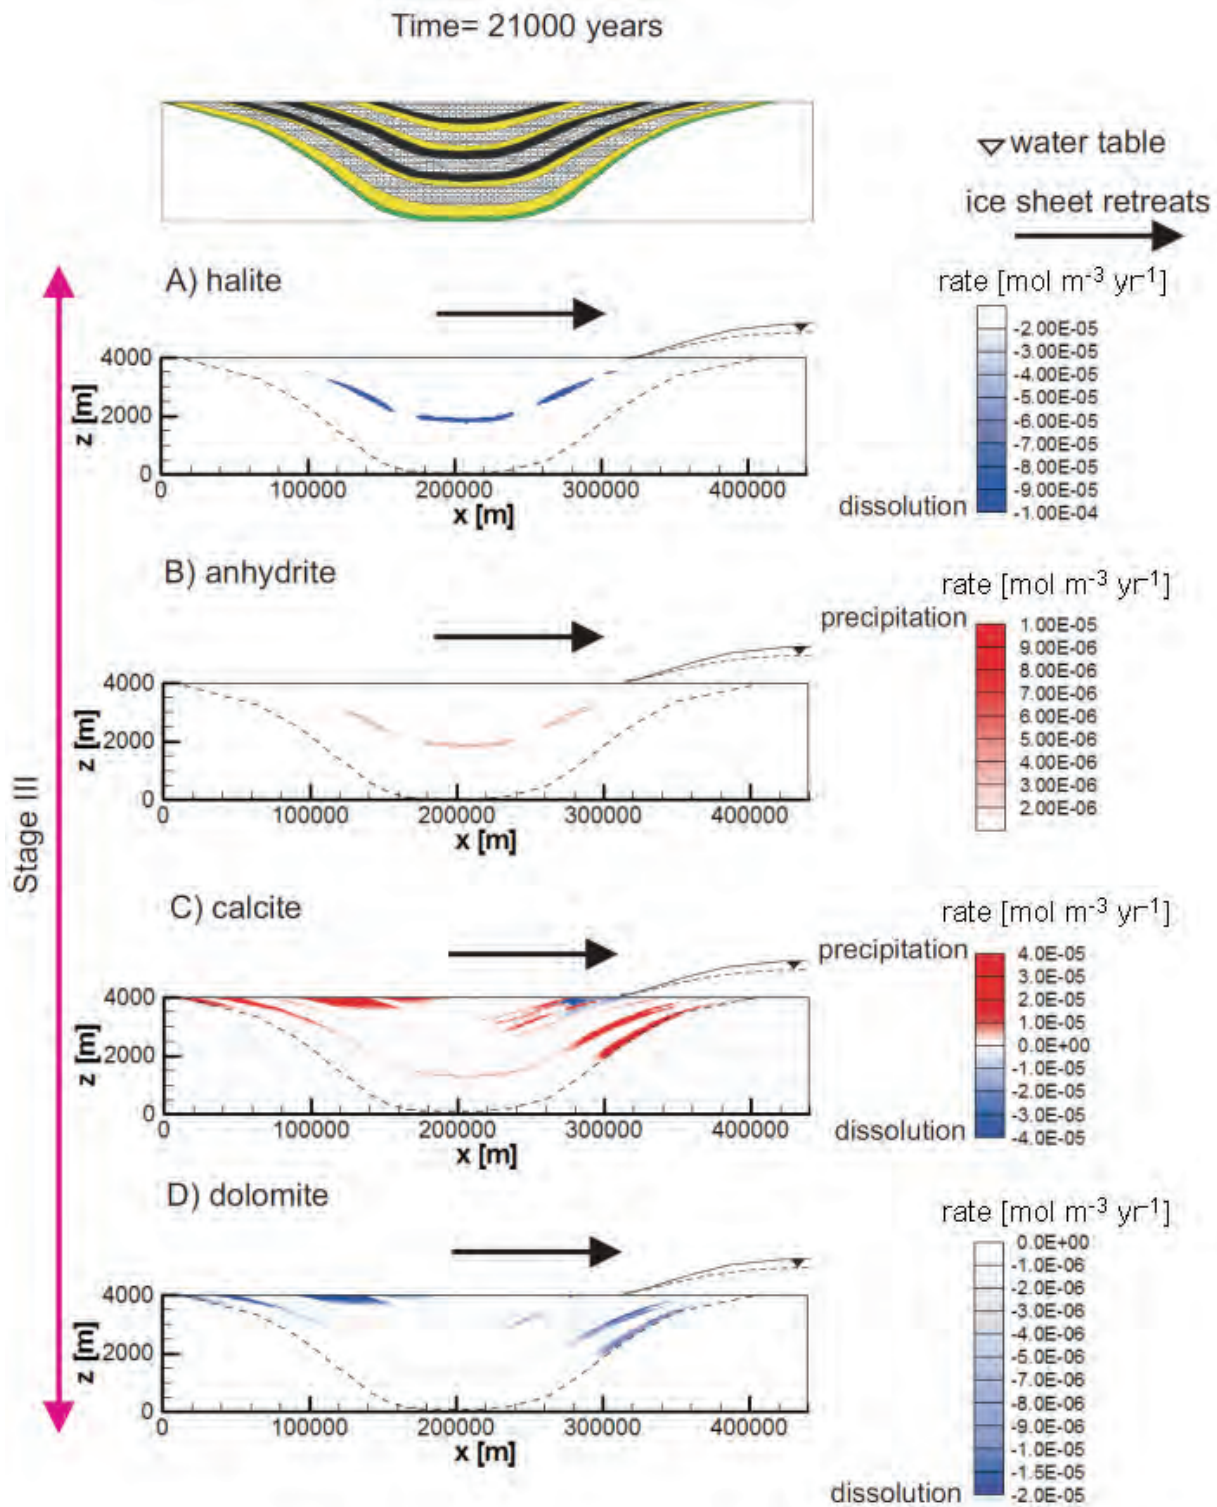 Time= 21000 years
▽ water table
ice sheet retreats
Stage III
A) halite
rate [mol m-3 yr-1]
4000
2000
0
z [m]
0 100000 200000 300000 400000
x [m]
-2.00E-05
-3.00E-05
-4.00E-05
-5.00E-05
-6.00E-05
-7.00E-05
-8.00E-05
-9.00E-05
-1.00E-04
dissolution
B) anhydrite
rate [mol m-3 yr-1]
precipitation
4000
2000
0
z [m]
0 100000 200000 300000 400000
x [m]
1.00E-05
9.00E-06
8.00E-06
7.00E-06
6.00E-06
5.00E-06
4.00E-06
3.00E-06
2.00E-06
C) calcite
rate [mol m-3 yr-1]
precipitation
4000
2000
0
z [m]
0 100000 200000 300000 400000
x [m]
4.0E-05
3.0E-05
2.0E-05
1.0E-05
0.0E+00
-1.0E-05
-2.0E-05
-3.0E-05
-4.0E-05
dissolution
D) dolomite
rate [mol m-3 yr-1]
4000
2000
0
z [m]
0 100000 200000 300000 400000
x [m]
0.0E+00
-1.0E-06
-2.0E-06
-3.0E-06
-4.0E-06
-5.0E-06
-6.0E-06
-7.0E-06
-8.0E-06
-9.0E-06
-1.0E-05
-1.5E-05
-2.0E-05
dissolution